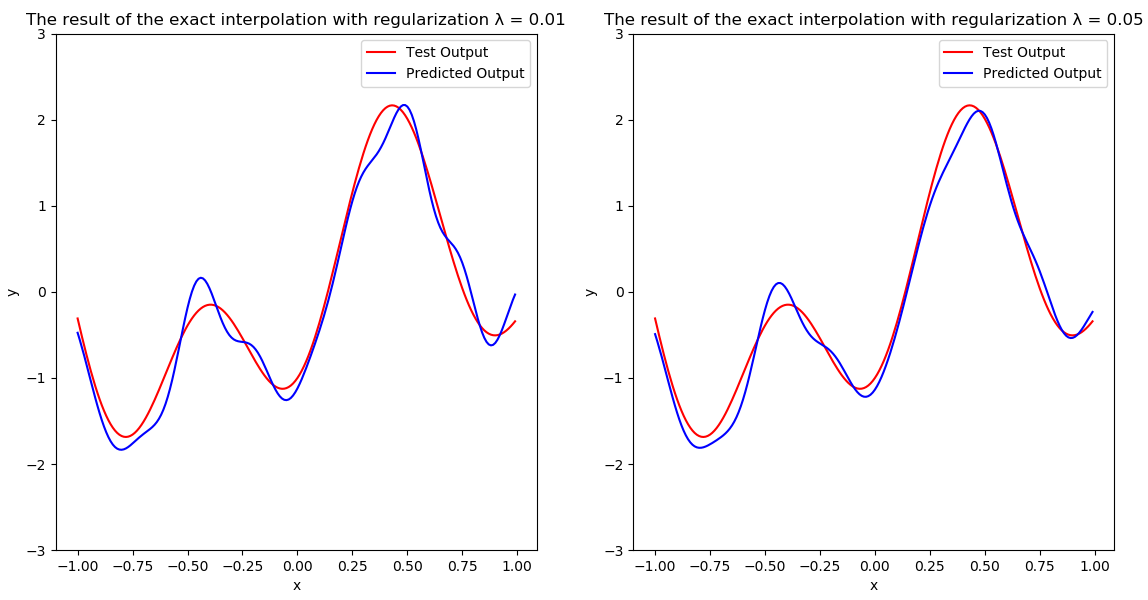 The result of the exact interpolation with regularization λ = 0.01
3
2
1
0
−1
−2
−3
y
Test Output
Predicted Output
−1.00 −0.75 −0.50 −0.25 0.00 0.25 0.50 0.75 1.00
x
The result of the exact interpolation with regularization λ = 0.05
3
2
1
0
−1
−2
−3
y
Test Output
Predicted Output
−1.00 −0.75 −0.50 −0.25 0.00 0.25 0.50 0.75 1.00
x